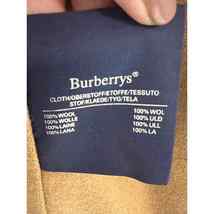 Burberrys®
CLOTH/OBERSTOFF/STOFFE/TESSUTO
STOF/KLAEDE/TYG/TELA
100% WOOL 100% WOL
100% WOLLE 100% ULD
100% LAINE 100% ULL
100% LANA 100% LA